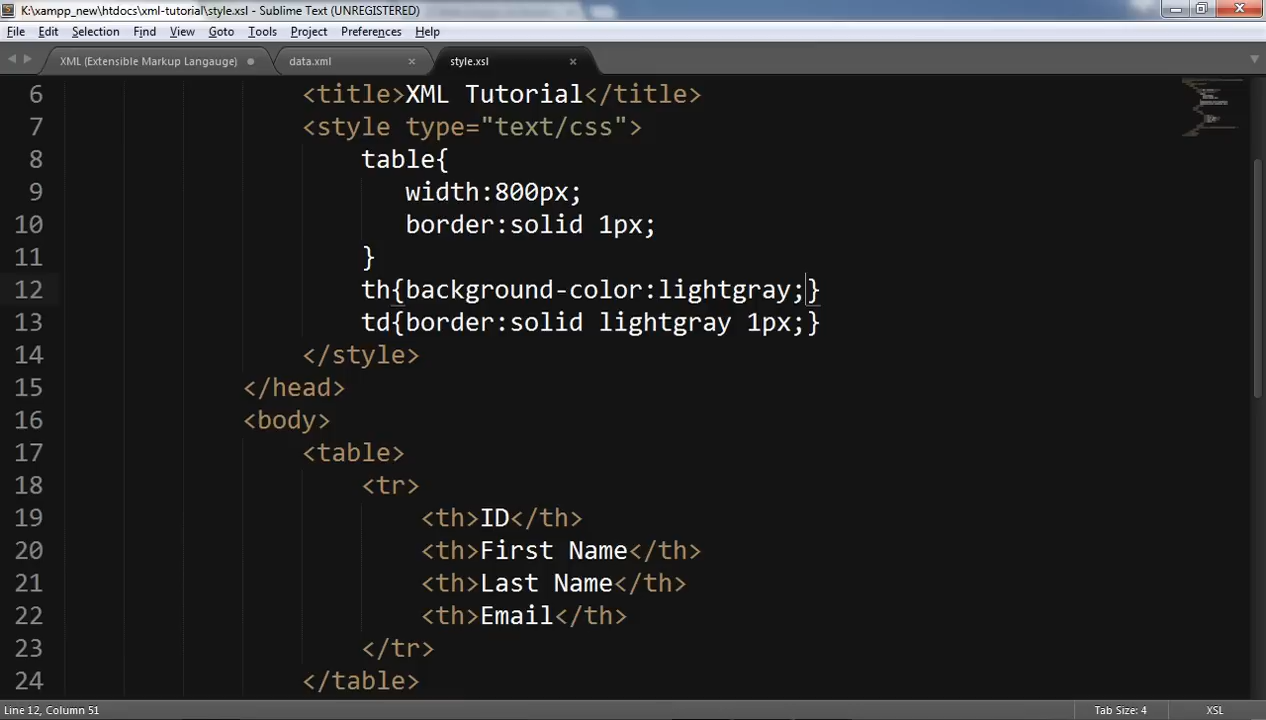 K:\xampp_new\htdocs\xml-tutorial\style.xsl - Sublime Text (UNREGISTERED)
File Edit Selection Find View Goto Tools Project Preferences Help
XML (Extensible Markup Langauge) data.xml style.xsl
6 <title>XML Tutorial</title>
7 <style type="text/css">
8 table{
9 width:800px;
10 border:solid 1px;
11 }
12 th{background-color:lightgray;}
13 td{border:solid lightgray 1px;}
14 </style>
15 </head>
16 <body>
17 <table>
18 <tr>
19 <th>ID</th>
20 <th>First Name</th>
21 <th>Last Name</th>
22 <th>Email</th>
23 </tr>
24 </table>
Line 12, Column 51 Tab Size: 4 XSL